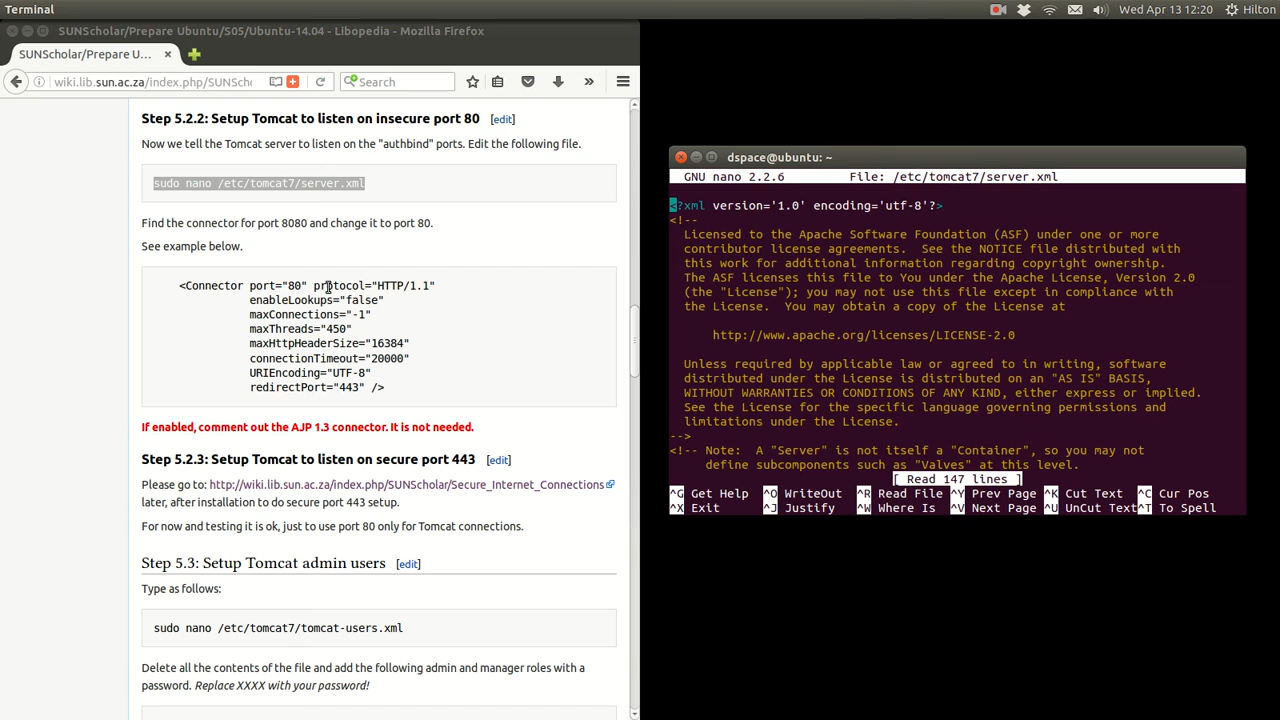 Terminal
Wed Apr 13 12:20
Hilton
SUNScholar/Prepare Ubuntu/S05/Ubuntu-14.04 - Libopedia - Mozilla Firefox
SUNScholar/Prepare U...
wiki.lib.sun.ac.za/index.php/SUNSch
Search
Step 5.2.2: Setup Tomcat to listen on insecure port 80 [edit]
Now we tell the Tomcat server to listen on the "authbind" ports. Edit the following file.
sudo nano /etc/tomcat7/server.xml
Find the connector for port 8080 and change it to port 80.
See example below.
<Connector port="80" protocol="HTTP/1.1"
enableLookups="false"
maxConnections="-1"
maxThreads="450"
maxHttpHeaderSize="16384"
connectionTimeout="20000"
URIEncoding="UTF-8"
redirectPort="443" />
If enabled, comment out the AJP 1.3 connector. It is not needed.
Step 5.2.3: Setup Tomcat to listen on secure port 443 [edit]
Please go to: http://wiki.lib.sun.ac.za/index.php/SUNScholar/Secure_Internet_Connections
later, after installation to do secure port 443 setup.
For now and testing it is ok, just to use port 80 only for Tomcat connections.
Step 5.3: Setup Tomcat admin users [edit]
Type as follows:
sudo nano /etc/tomcat7/tomcat-users.xml
Delete all the contents of the file and add the following admin and manager roles with a
password. Replace XXXX with your password!
dspace@ubuntu: ~
GNU nano 2.2.6 File: /etc/tomcat7/server.xml
<?xml version='1.0' encoding='utf-8'?>
<!--
Licensed to the Apache Software Foundation (ASF) under one or more
contributor license agreements. See the NOTICE file distributed with
this work for additional information regarding copyright ownership.
The ASF licenses this file to You under the Apache License, Version 2.0
(the "License"); you may not use this file except in compliance with
the License. You may obtain a copy of the License at
http://www.apache.org/licenses/LICENSE-2.0
Unless required by applicable law or agreed to in writing, software
distributed under the License is distributed on an "AS IS" BASIS,
WITHOUT WARRANTIES OR CONDITIONS OF ANY KIND, either express or implied.
See the License for the specific language governing permissions and
limitations under the License.
-->
<!-- Note: A "Server" is not itself a "Container", so you may not
define subcomponents such as "Valves" at this level.
[ Read 147 lines ]
^G Get Help ^O WriteOut ^R Read File ^Y Prev Page ^K Cut Text ^C Cur Pos
^X Exit ^J Justify ^W Where Is ^V Next Page ^U UnCut Text^T To Spell